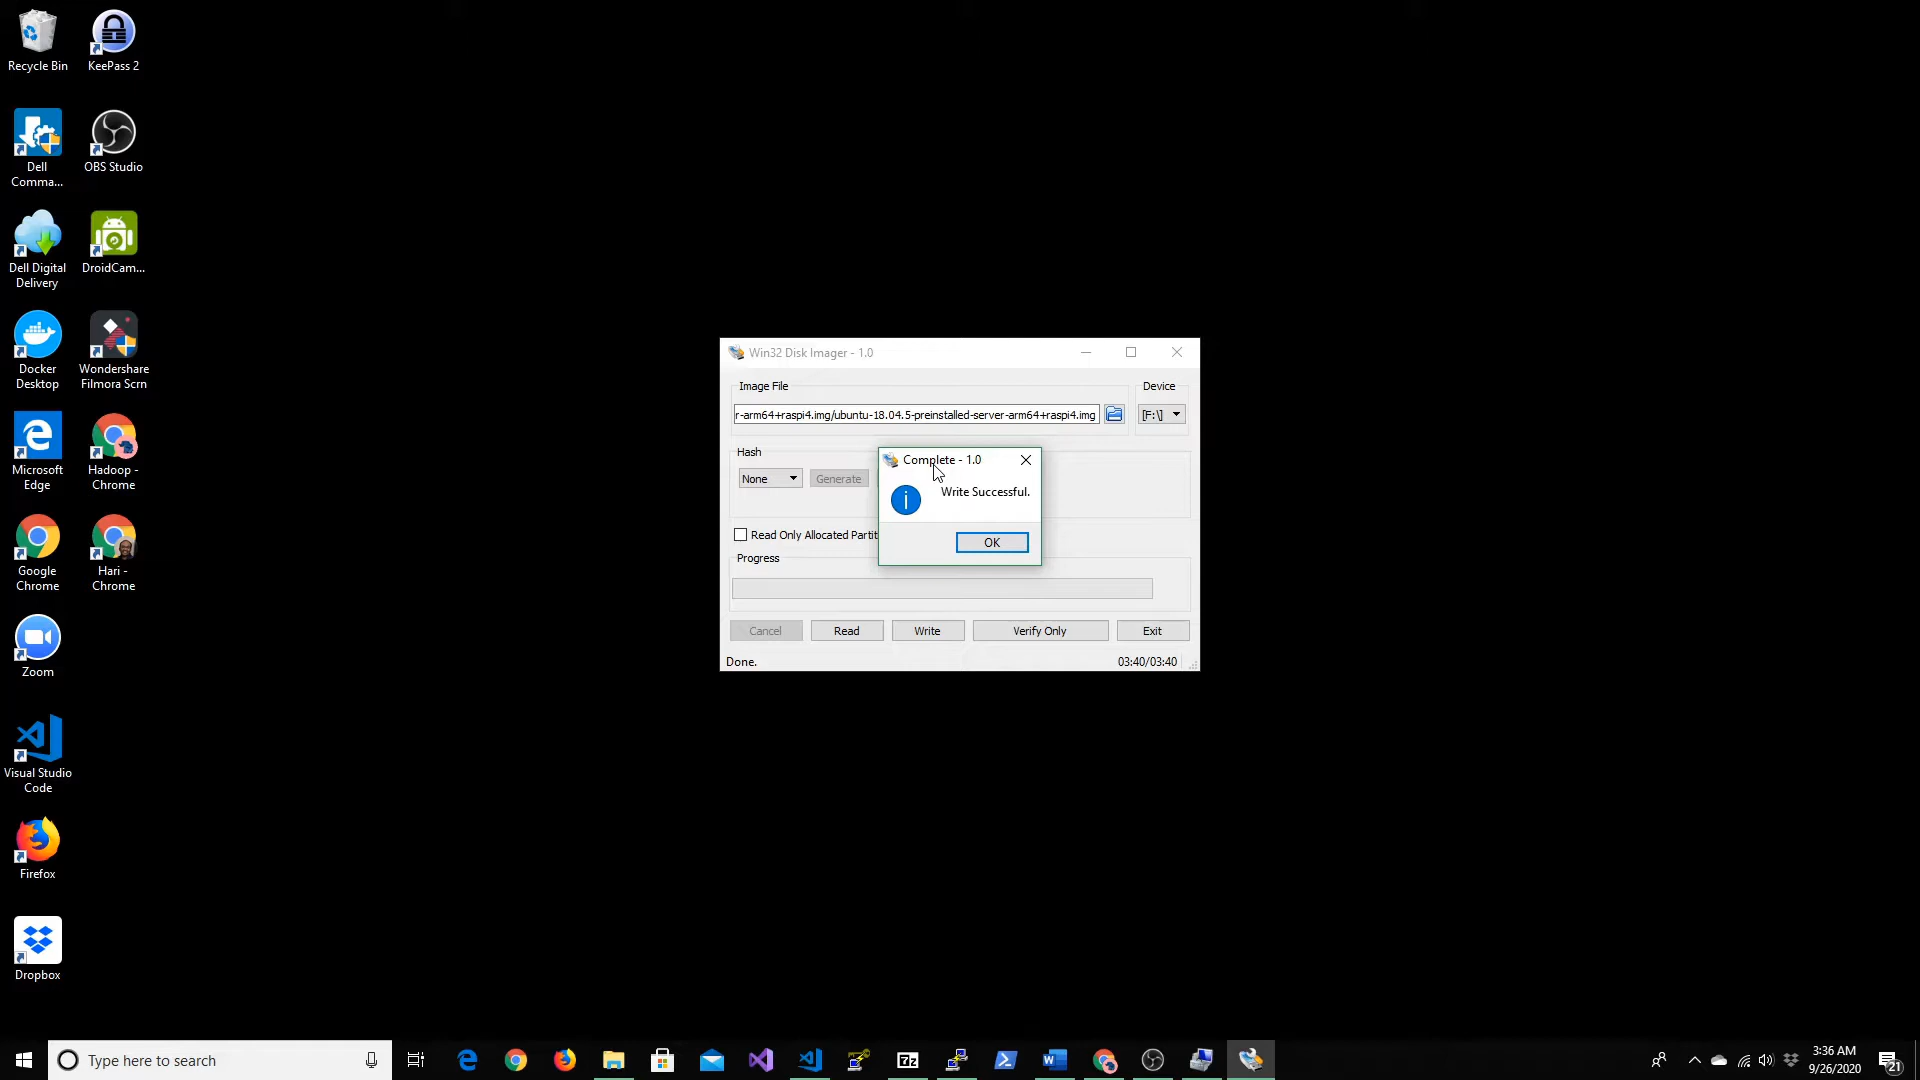 Recycle Bin
KeePass 2
Dell
Comma...
OBS Studio
Dell Digital
Delivery
DroidCam...
Docker
Desktop
Wondershare
Filmora Scrn
Microsoft
Edge
Hadoop -
Chrome
Google
Chrome
Hari -
Chrome
Zoom
Visual Studio
Code
Firefox
Dropbox
Win32 Disk Imager - 1.0
Image File
Device
r-arm64+raspi4.img/ubuntu-18.04.5-preinstalled-server-arm64+raspi4.img
[F:\]
Hash
None
Generate
Complete - 1.0
Write Successful.
OK
Read Only Allocated Partit
Progress
Cancel
Read
Write
Verify Only
Exit
Done.
03:40/03:40
Type here to search
7z
3:36 AM
9/26/2020
21